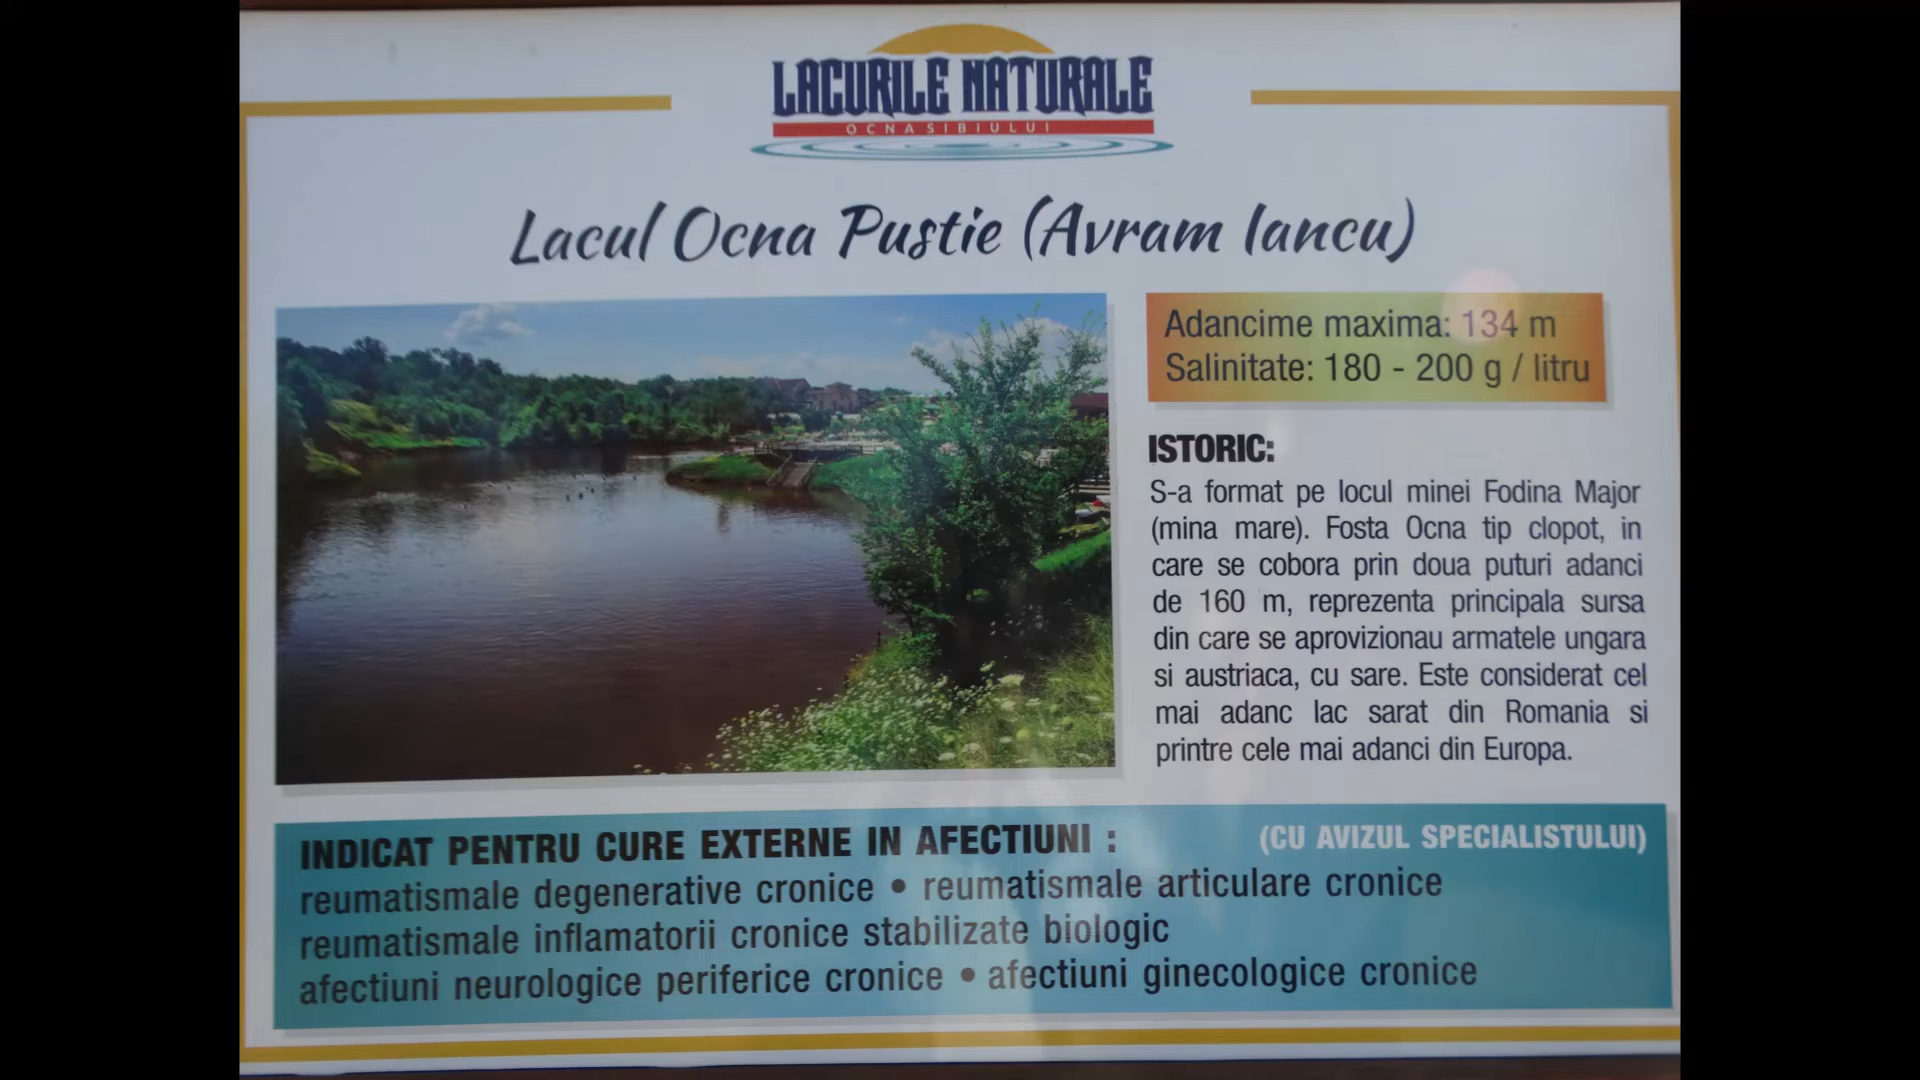 LACURILE NATURALE
OCNA SIBIULUI
Lacul Ocna Pustie (Avram Iancu)
Adancime maxima: 134 m
Salinitate: 180 - 200 g / litru
ISTORIC:
S-a format pe locul minei Fodina Major
(mina mare). Fosta Ocna tip clopot, in
care se cobora prin doua puturi adanci
de 160 m, reprezenta principala sursa
din care se aprovizionau armatele ungara
si austriaca, cu sare. Este considerat cel
mai adanc lac sarat din Romania si
printre cele mai adanci din Europa.
INDICAT PENTRU CURE EXTERNE IN AFECTIUNI : (CU AVIZUL SPECIALISTULUI)
reumatismale degenerative cronice • reumatismale articulare cronice
reumatismale inflamatorii cronice stabilizate biologic
afectiuni neurologice periferice cronice • afectiuni ginecologice cronice